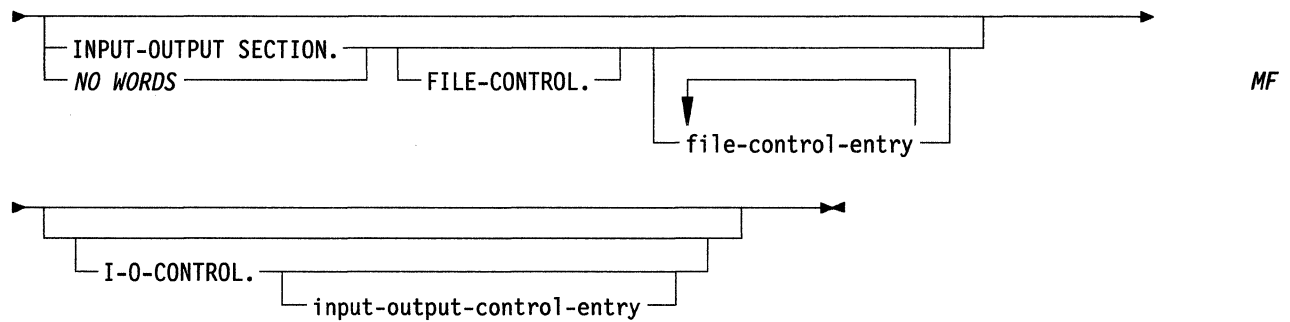 INPUT-OUTPUT SECTION.
NO WORDS FILE-CONTROL. MF
file-control-entry
I-O-CONTROL.
input-output-control-entry